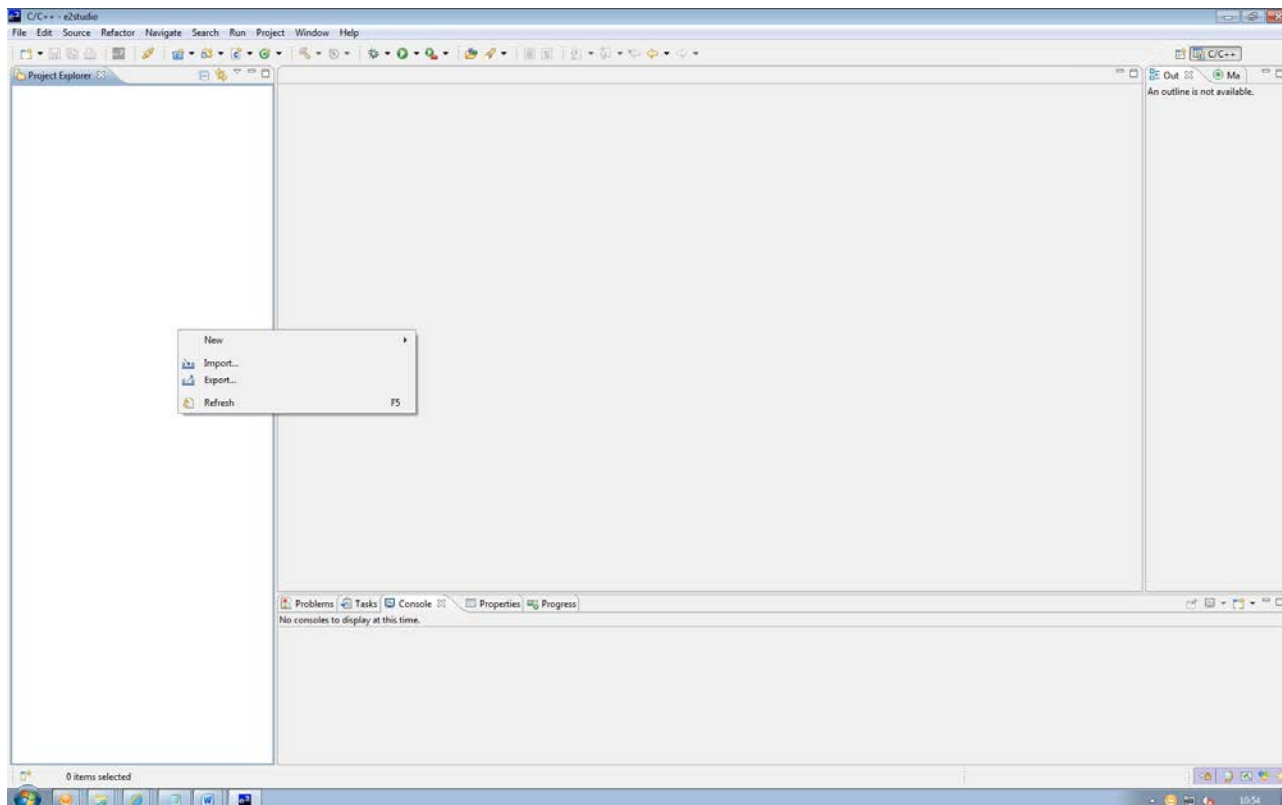 e2 C/C++ - e2studio
File Edit Source Refactor Navigate Search Run Project Window Help
C/C++
Project Explorer
Out Ma
An outline is not available.
New
Import...
Export...
Refresh F5
Problems Tasks Console Properties Progress
No consoles to display at this time.
0 items selected
W e2 10:54